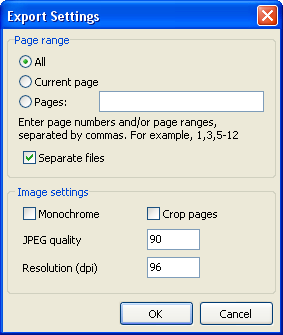 Export Settings
Page range
All
Current page
Pages:
Enter page numbers and/or page ranges,
separated by commas. For example, 1,3,5-12
Separate files
Image settings
Monochrome
Crop pages
JPEG quality
90
Resolution (dpi)
96
OK
Cancel